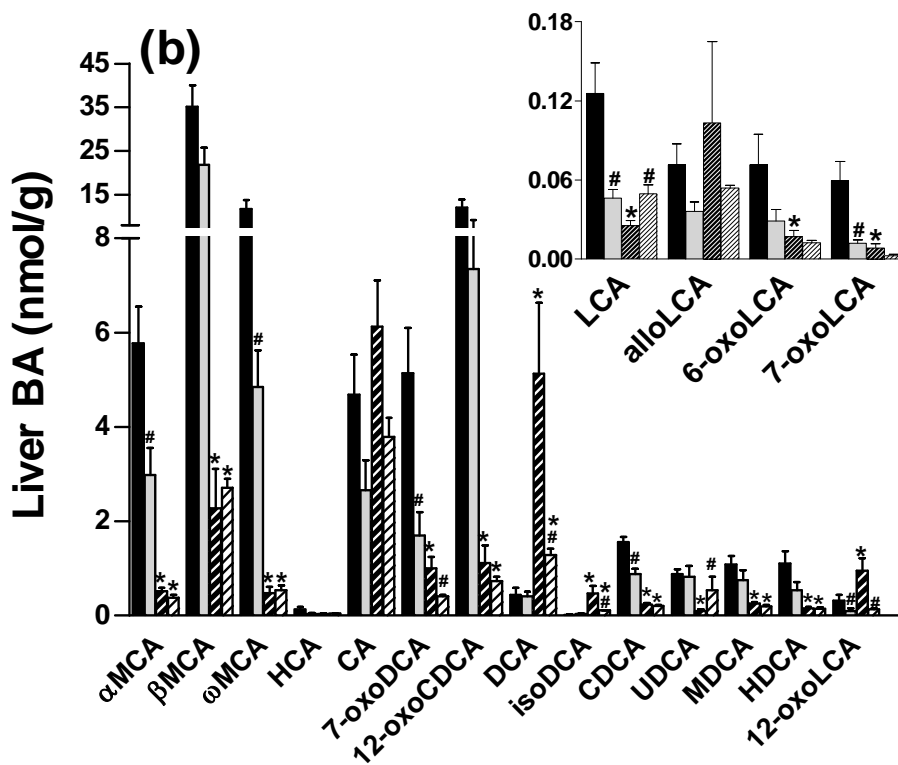 (b)
Liver BA (nmol/g)
45
35
25
15
8
6
4
2
0
# * * * * # * * # * * # * # * * * * * # * * # # * * * # # * * * * * # * #
αMCA
βMCA
ωMCA
HCA
CA
7-oxoDCA
12-oxoCDCA
DCA
isoDCA
CDCA
UDCA
MDCA
HDCA
12-oxoLCA
0.18
0.12
0.06
0.00
# * # * # *
LCA
alloLCA
6-oxoLCA
7-oxoLCA